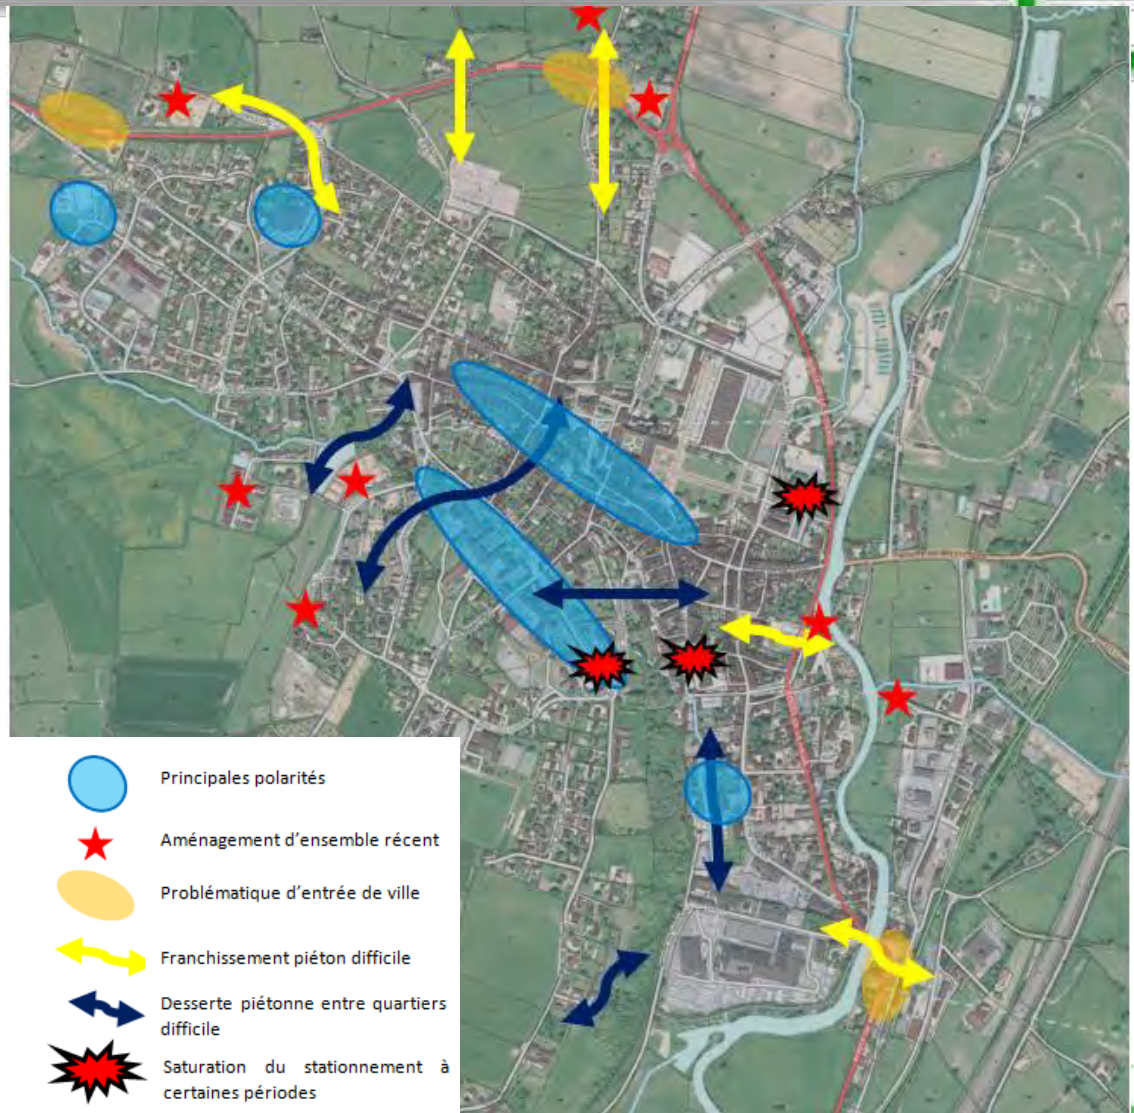 Principales polarités
Aménagement d'ensemble récent
Problématique d'entrée de ville
Franchissement piéton difficile
Desserte piétonne entre quartiers
difficile
Saturation du stationnement à
certaines périodes